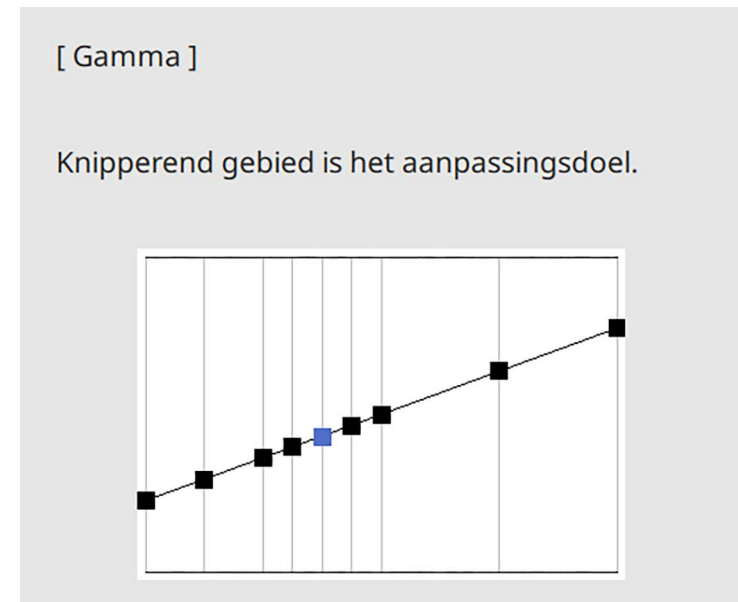 [ Gamma ]
Knipperend gebied is het aanpassingsdoel.